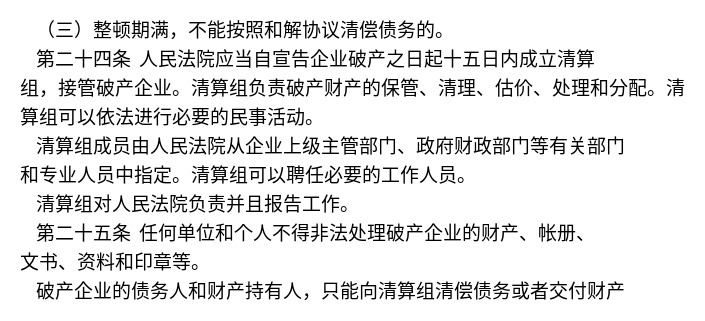 （三）整顿期满，不能按照和解协议清偿债务的。
第二十四条 人民法院应当自宣告企业破产之日起十五日内成立清算
组，接管破产企业。清算组负责破产财产的保管、清理、估价、处理和分配。清
算组可以依法进行必要的民事活动。
清算组成员由人民法院从企业上级主管部门、政府财政部门等有关部门
和专业人员中指定。清算组可以聘任必要的工作人员。
清算组对人民法院负责并且报告工作。
第二十五条 任何单位和个人不得非法处理破产企业的财产、帐册、
文书、资料和印章等。
破产企业的债务人和财产持有人，只能向清算组清偿债务或者交付财产